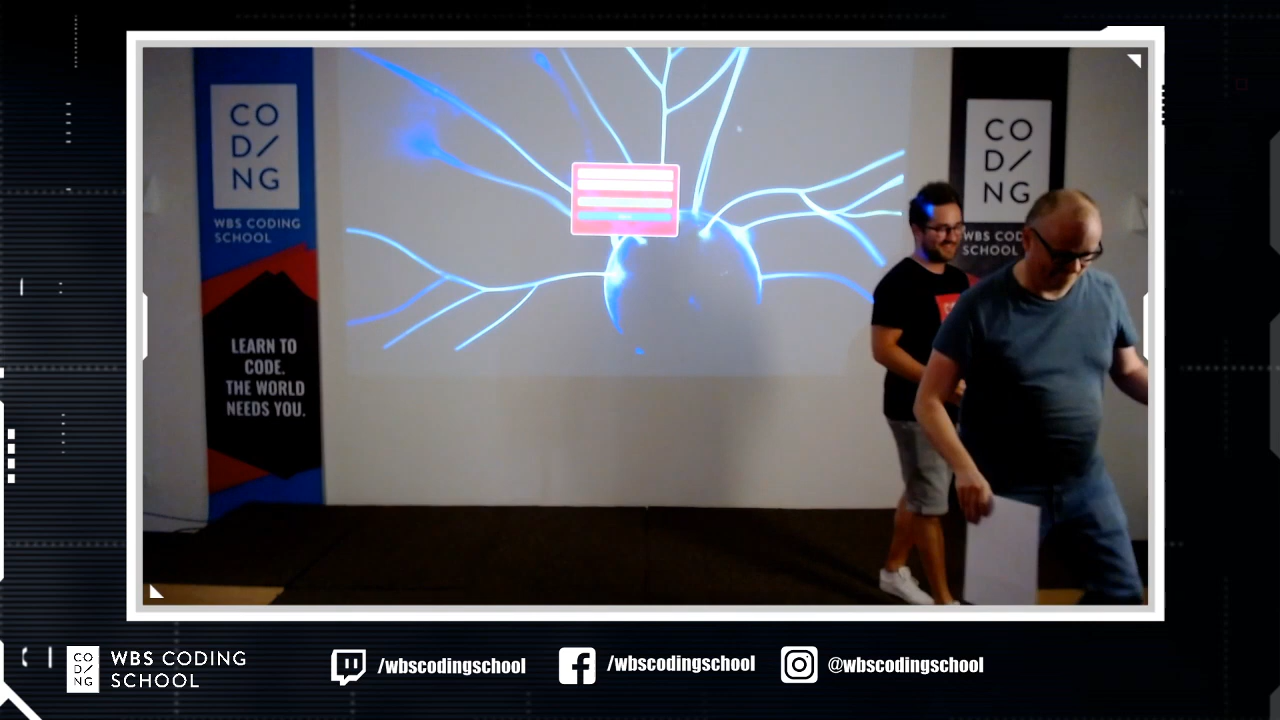 CO
D/
NG
WBS CODING
SCHOOL
LEARN TO
CODE.
THE WORLD
NEEDS YOU.
CO
D/
NG
WBS COD
SCHOOL
CO
D/
NG
WBS CODING
SCHOOL
/wbscodingschool
/wbscodingschool
@wbscodingschool